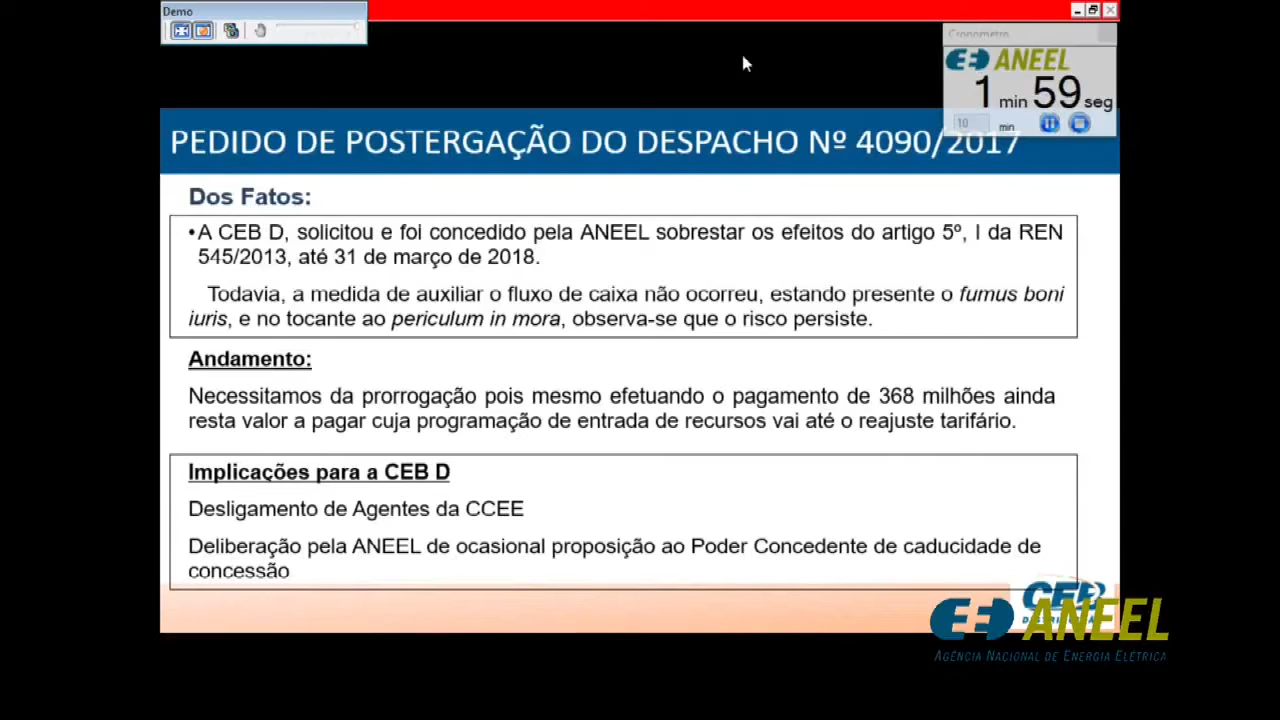 Demo
Cronometro
ANEEL
1 min 59 seg
10 min
PEDIDO DE POSTERGAÇÃO DO DESPACHO Nº 4090/2017
Dos Fatos:
•A CEB D, solicitou e foi concedido pela ANEEL sobrestar os efeitos do artigo 5º, I da REN
545/2013, até 31 de março de 2018.
Todavia, a medida de auxiliar o fluxo de caixa não ocorreu, estando presente o fumus boni
iuris, e no tocante ao periculum in mora, observa-se que o risco persiste.
Andamento:
Necessitamos da prorrogação pois mesmo efetuando o pagamento de 368 milhões ainda
resta valor a pagar cuja programação de entrada de recursos vai até o reajuste tarifário.
Implicações para a CEB D
Desligamento de Agentes da CCEE
Deliberação pela ANEEL de ocasional proposição ao Poder Concedente de caducidade de
concessão
CEB
ANEEL
AGÊNCIA NACIONAL DE ENERGIA ELÉTRICA